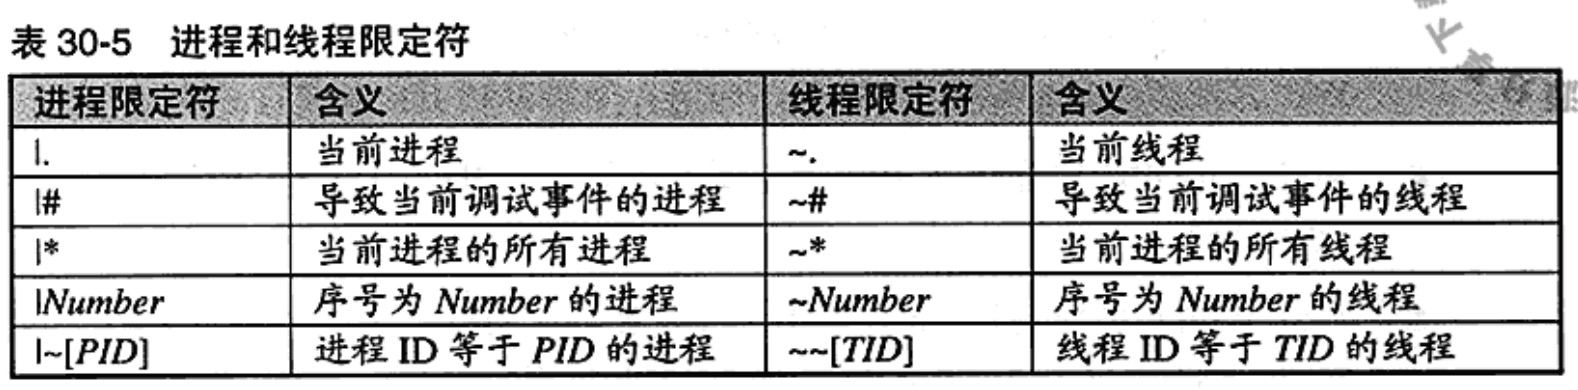 表 30-5 进程和线程限定符
进程限定符 含义 线程限定符 含义
|. 当前进程 ~. 当前线程
|# 导致当前调试事件的进程 ~# 导致当前调试事件的线程
|* 当前进程的所有进程 ~* 当前进程的所有线程
|Number 序号为 Number 的进程 ~Number 序号为 Number 的线程
|~[PID] 进程 ID 等于 PID 的进程 ~~[TID] 线程 ID 等于 TID 的线程